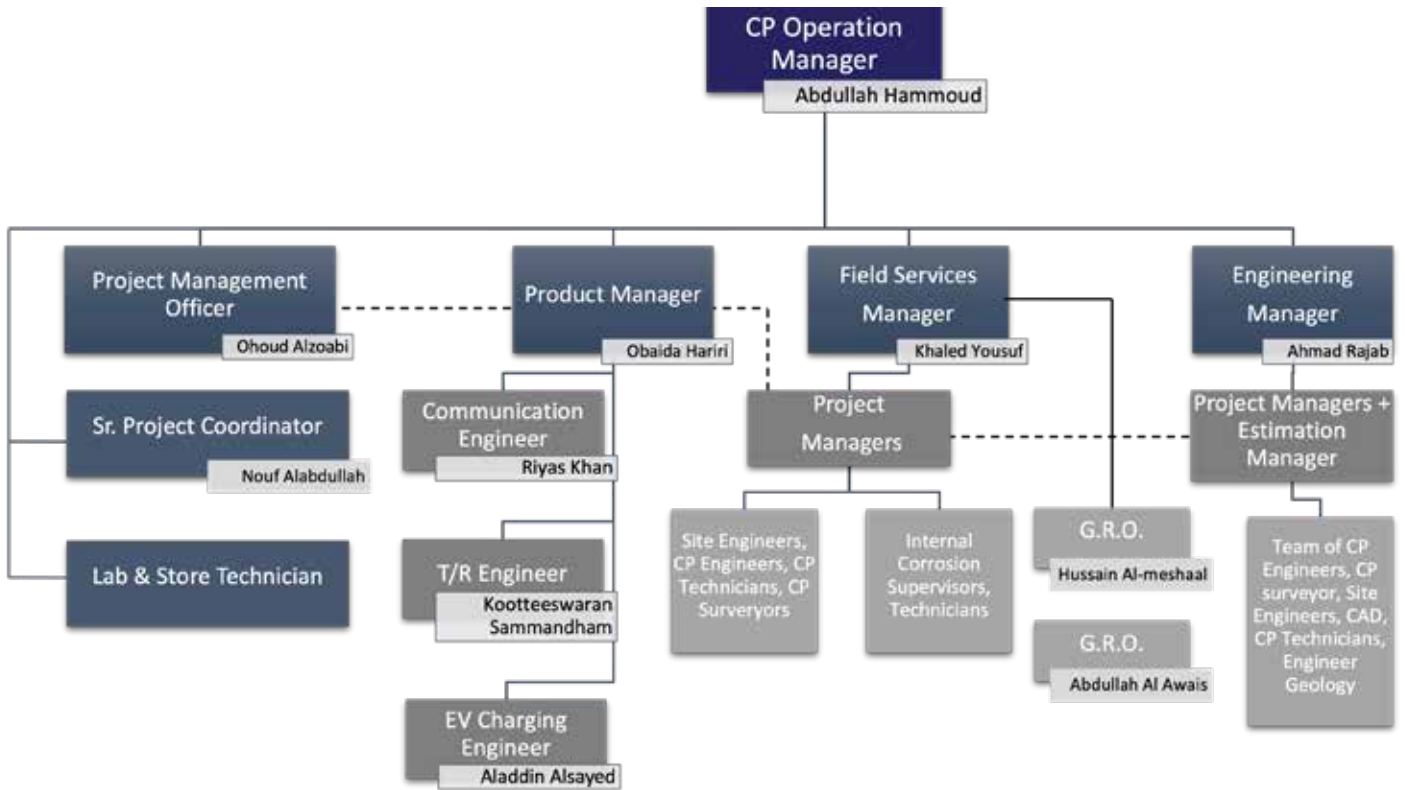 CP Operation
Manager
Abdullah Hammoud
Project Management
Officer
Ohoud Alzoabi
Product Manager
Obaida Hariri
Field Services
Manager
Khaled Yousuf
Engineering
Manager
Ahmad Rajab
Sr. Project Coordinator
Nouf Alabdullah
Communication
Engineer
Riyas Khan
Project
Managers
Project Managers +
Estimation
Manager
Lab & Store Technician
T/R Engineer
Kootteeswaran
Sammandham
Site Engineers,
CP Engineers, CP
Technicians, CP
Surveryors
Internal
Corrosion
Supervisors,
Technicians
G.R.O.
Hussain Al-meshaal
G.R.O.
Abdullah Al Awais
Team of CP
Engineers, CP
surveyor, Site
Engineers, CAD,
CP Technicians,
Engineer
Geology
EV Charging
Engineer
Aladdin Alsayed